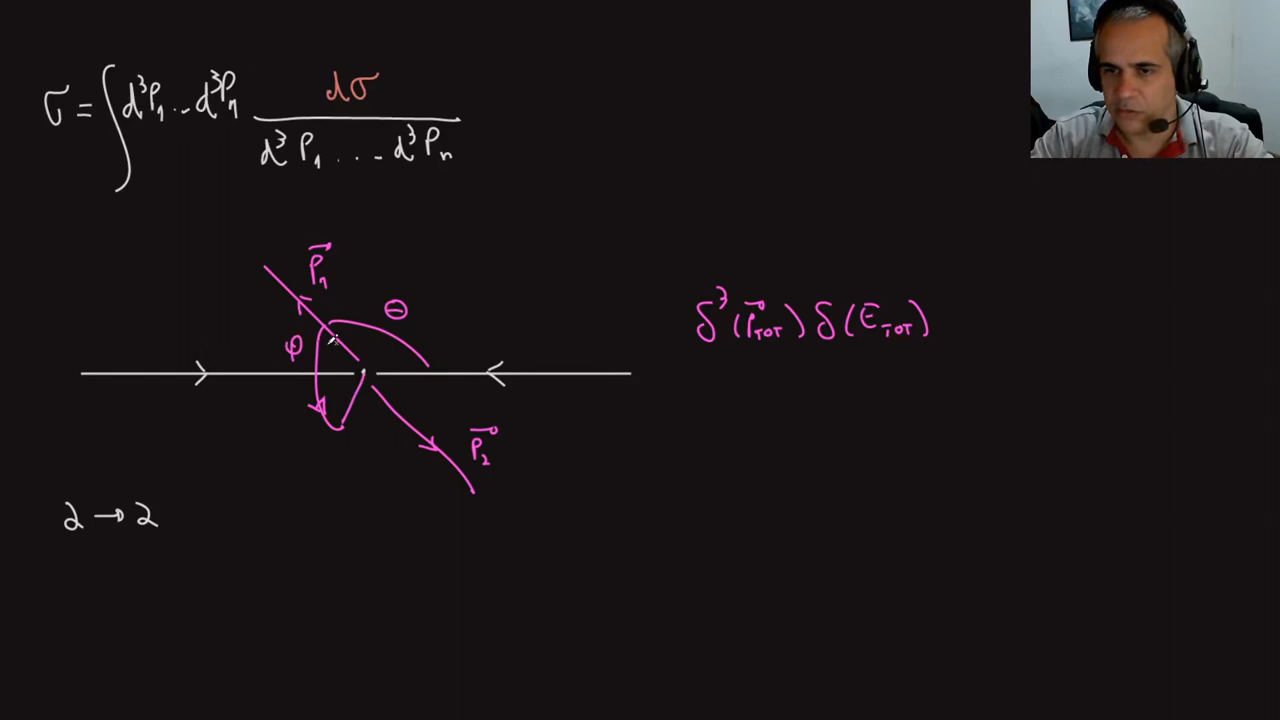 σ = ∫ d³P₁ .. d³Pₙ dσ / d³P₁ .... d³Pₙ
P⃗₁
θ
φ
δ³(P⃗_TOT) δ(E_TOT)
P⃗₂
2 → 2